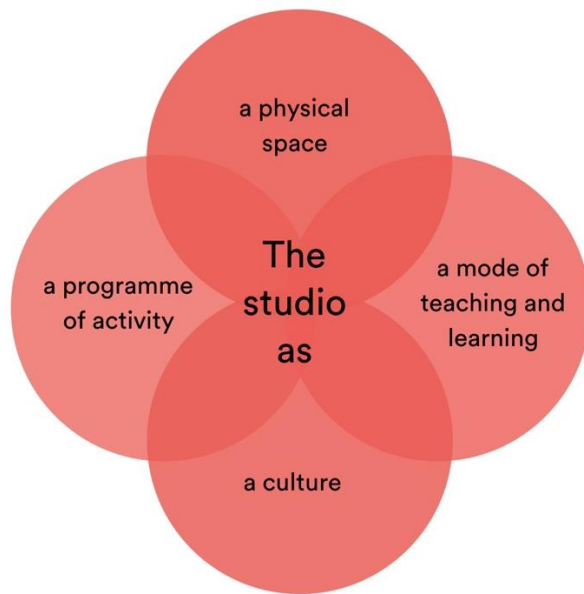 a physical
space
The
studio
as
a programme
of activity
a mode of
teaching and
learning
a culture